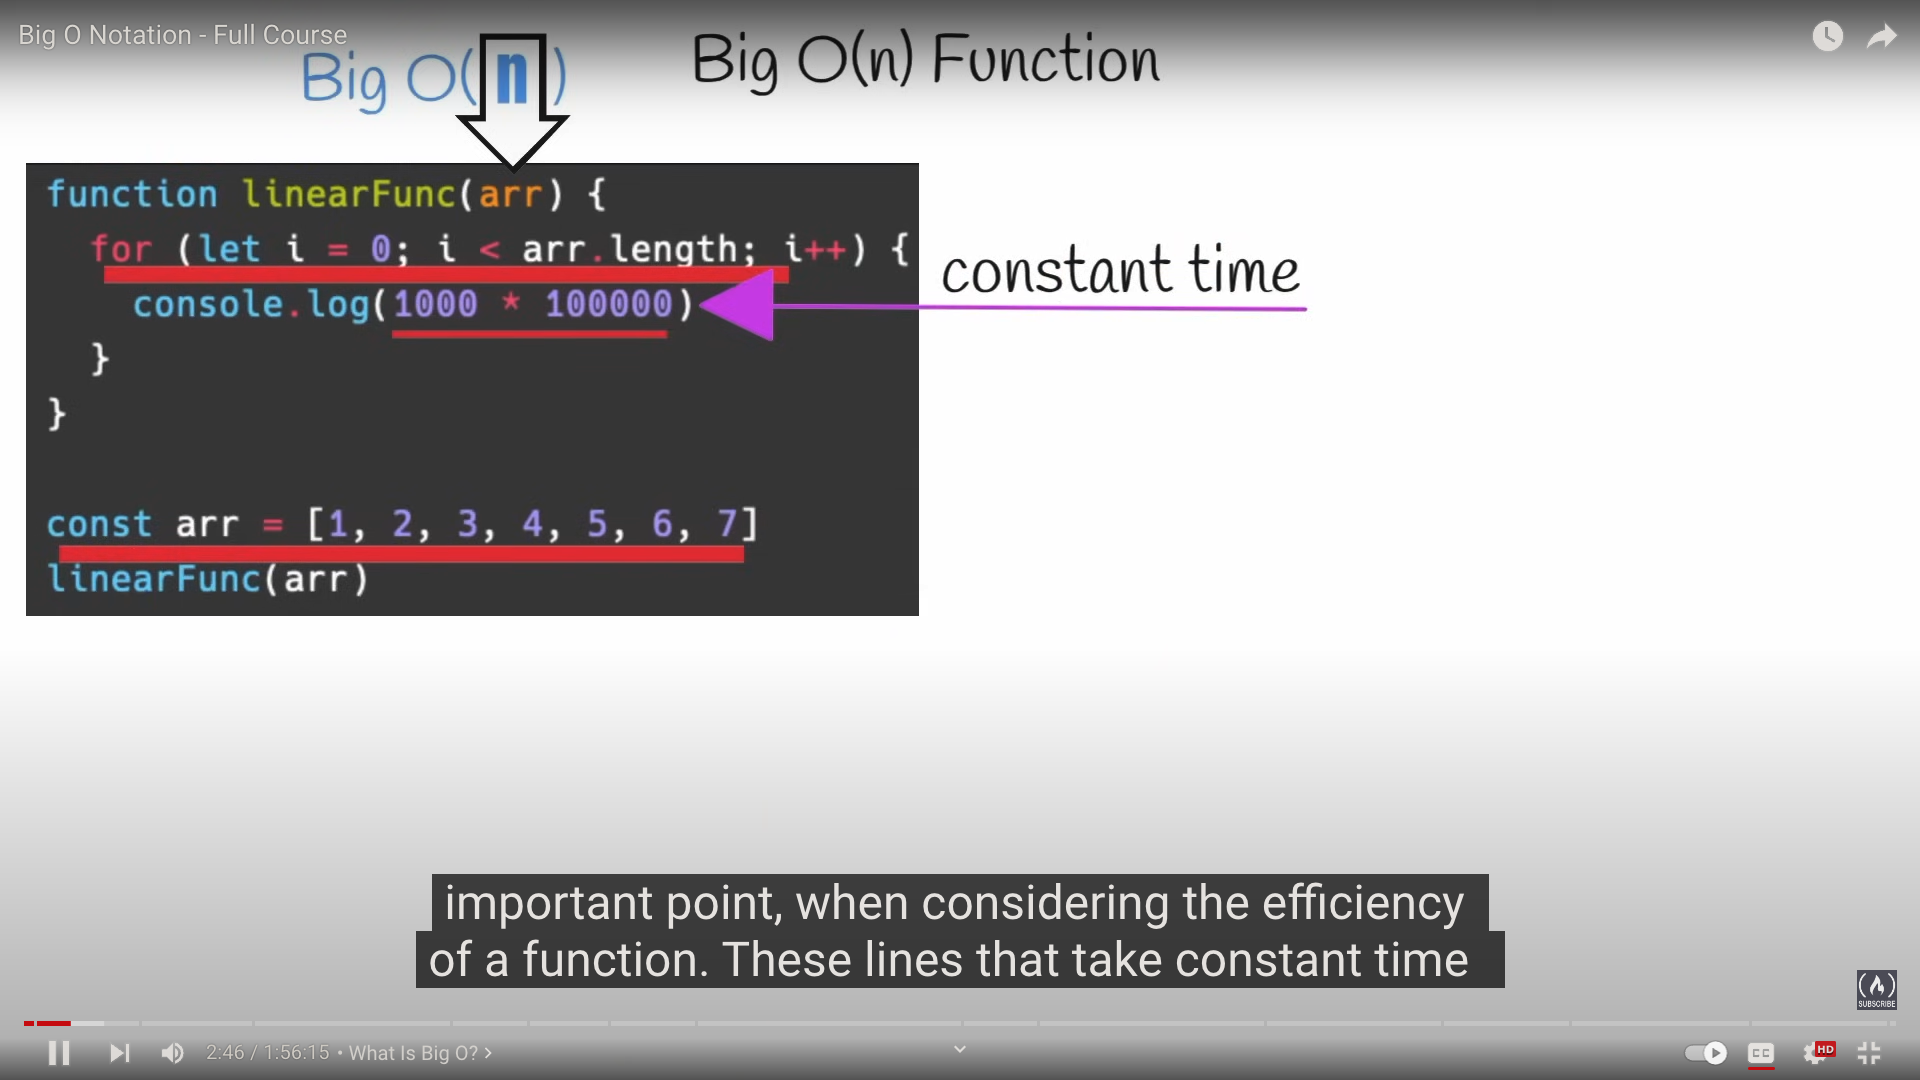 Big O Notation - Full Course
Big O(n)
Big O(n) Function
function linearFunc(arr) {
for (let i = 0; i < arr.length; i++) {
console.log(1000 * 100000)
}
}
const arr = [1, 2, 3, 4, 5, 6, 7]
linearFunc(arr)
constant time
important point, when considering the efficiency
of a function. These lines that take constant time
SUBSCRIBE
2:46 / 1:56:15 • What Is Big O? >
CC
HD